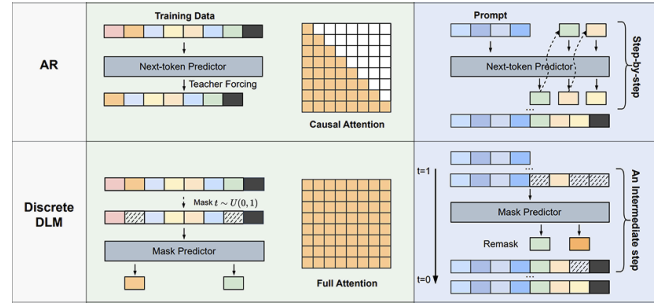 AR
Training Data
Next-token Predictor
Teacher Forcing
Causal Attention
Prompt
Next-token Predictor
...
Step-by-step
Discrete
DLM
Mask t ~ U(0,1)
Mask Predictor
Full Attention
t=1
...
Mask Predictor
Remask
...
t=0
An Intermediate step